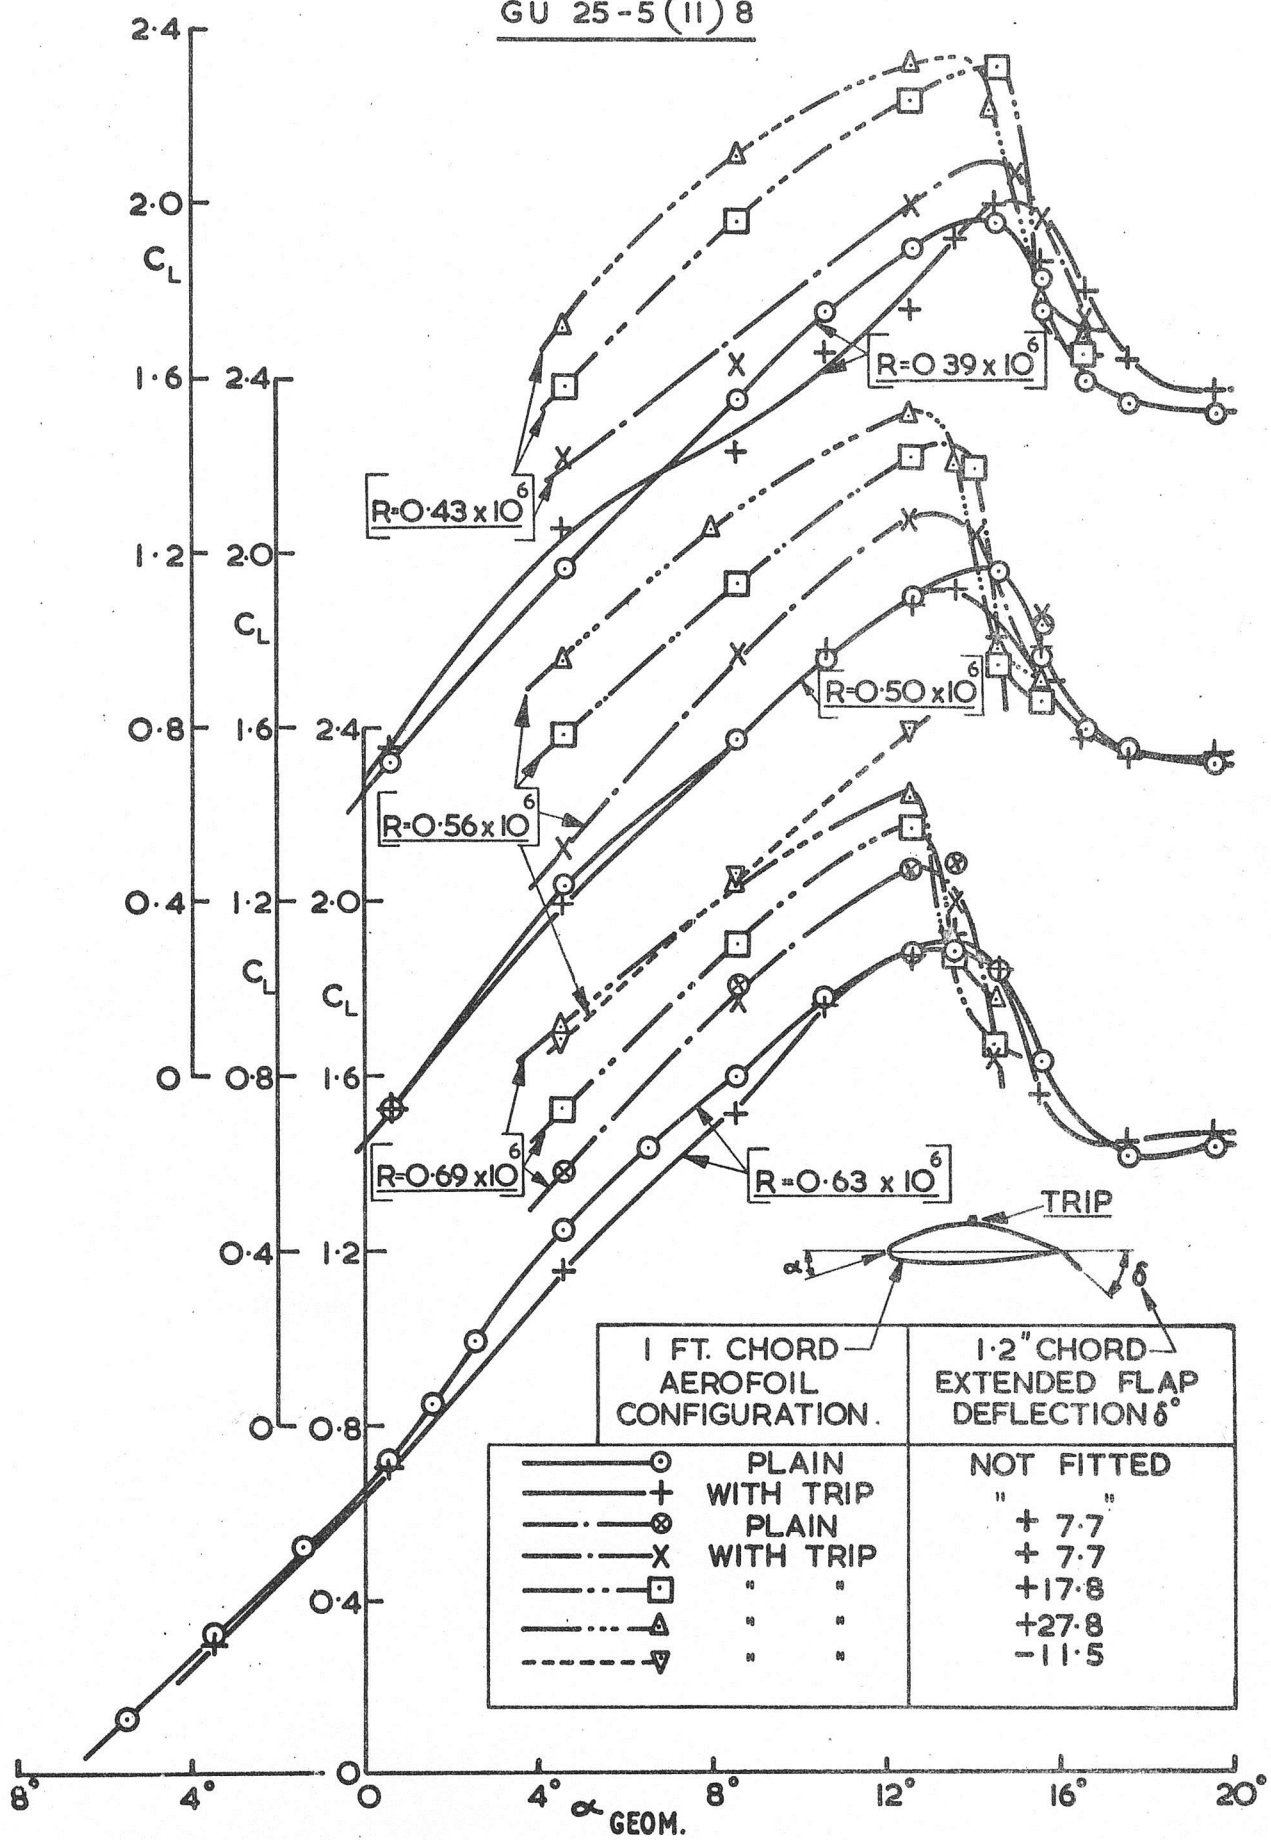 GU 25-5(11)8
2.4
2.0
C_L
1.6
2.4
R=0.39x10^6
R=0.43x10^6
1.2
2.0
C_L
R=0.50x10^6
0.8
1.6
2.4
R=0.56x10^6
0.4
1.2
2.0
C_L
C_L
0
0.8
1.6
R=0.69x10^6
R=0.63 x 10^6
TRIP
0.4
1.2
α
δ
1 FT. CHORD
AEROFOIL
CONFIGURATION.
1.2" CHORD
EXTENDED FLAP
DEFLECTION δ°
0
0.8
PLAIN NOT FITTED
WITH TRIP " "
PLAIN + 7.7
WITH TRIP + 7.7
" " +17.8
" " +27.8
" " -11.5
0.4
0
8° 4° 0 4° 8° 12° 16° 20°
α GEOM.